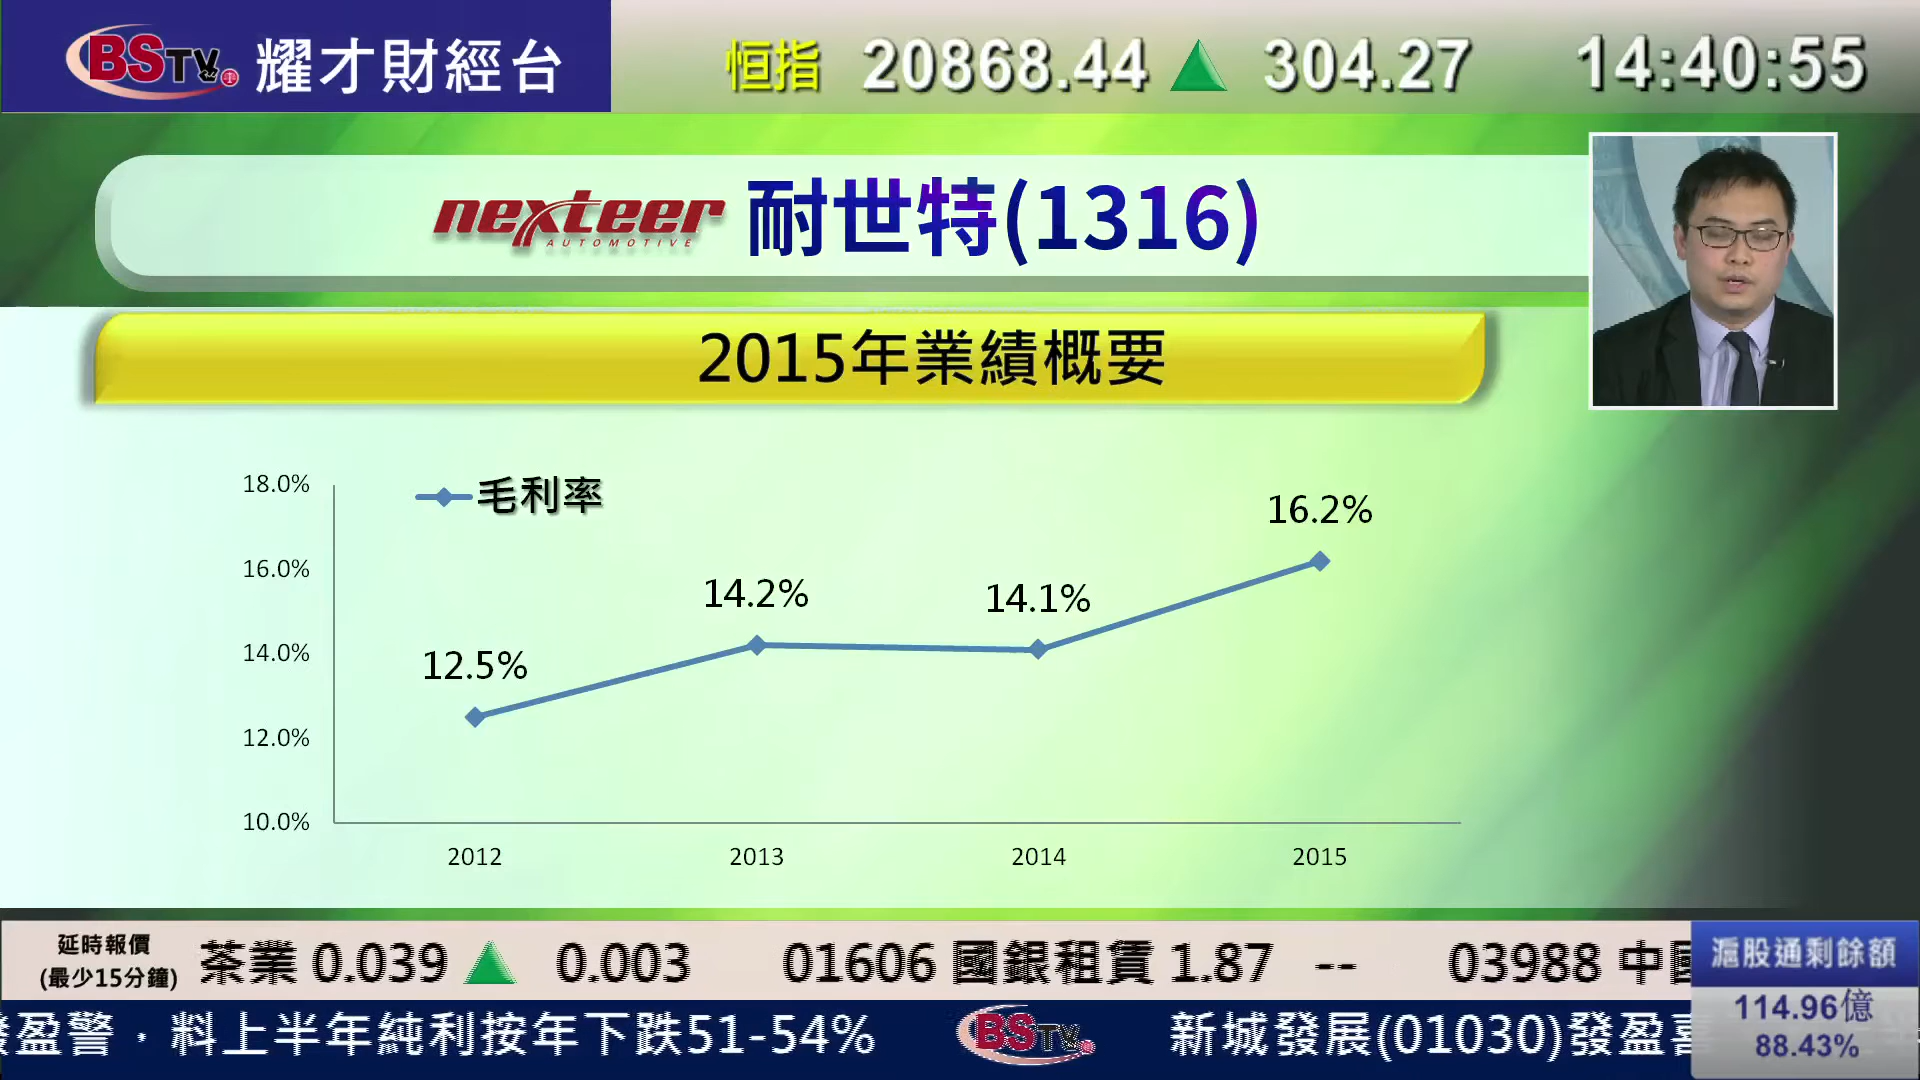 BSTV 耀才財經台
恒指 20868.44 ▲ 304.27 14:40:55
nexteer 耐世特(1316)
AUTOMOTIVE
2015年業績概要
毛利率
18.0%
16.0%
14.0%
12.0%
10.0%
12.5%
14.2%
14.1%
16.2%
2012 2013 2014 2015
延時報價
(最少15分鐘)
茶業 0.039 ▲ 0.003 01606 國銀租賃 1.87 -- 03988 中
滬股通剩餘額
114.96億
88.43%
盈警．料上半年純利按年下跌51-54% BSTV 新城發展(01030)發盈